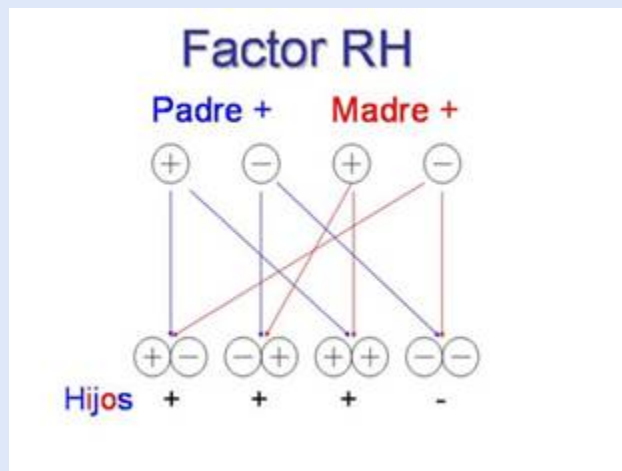 Factor RH
Padre + Madre +
+ − + −
+− −+ ++ −−
Hijos + + + -